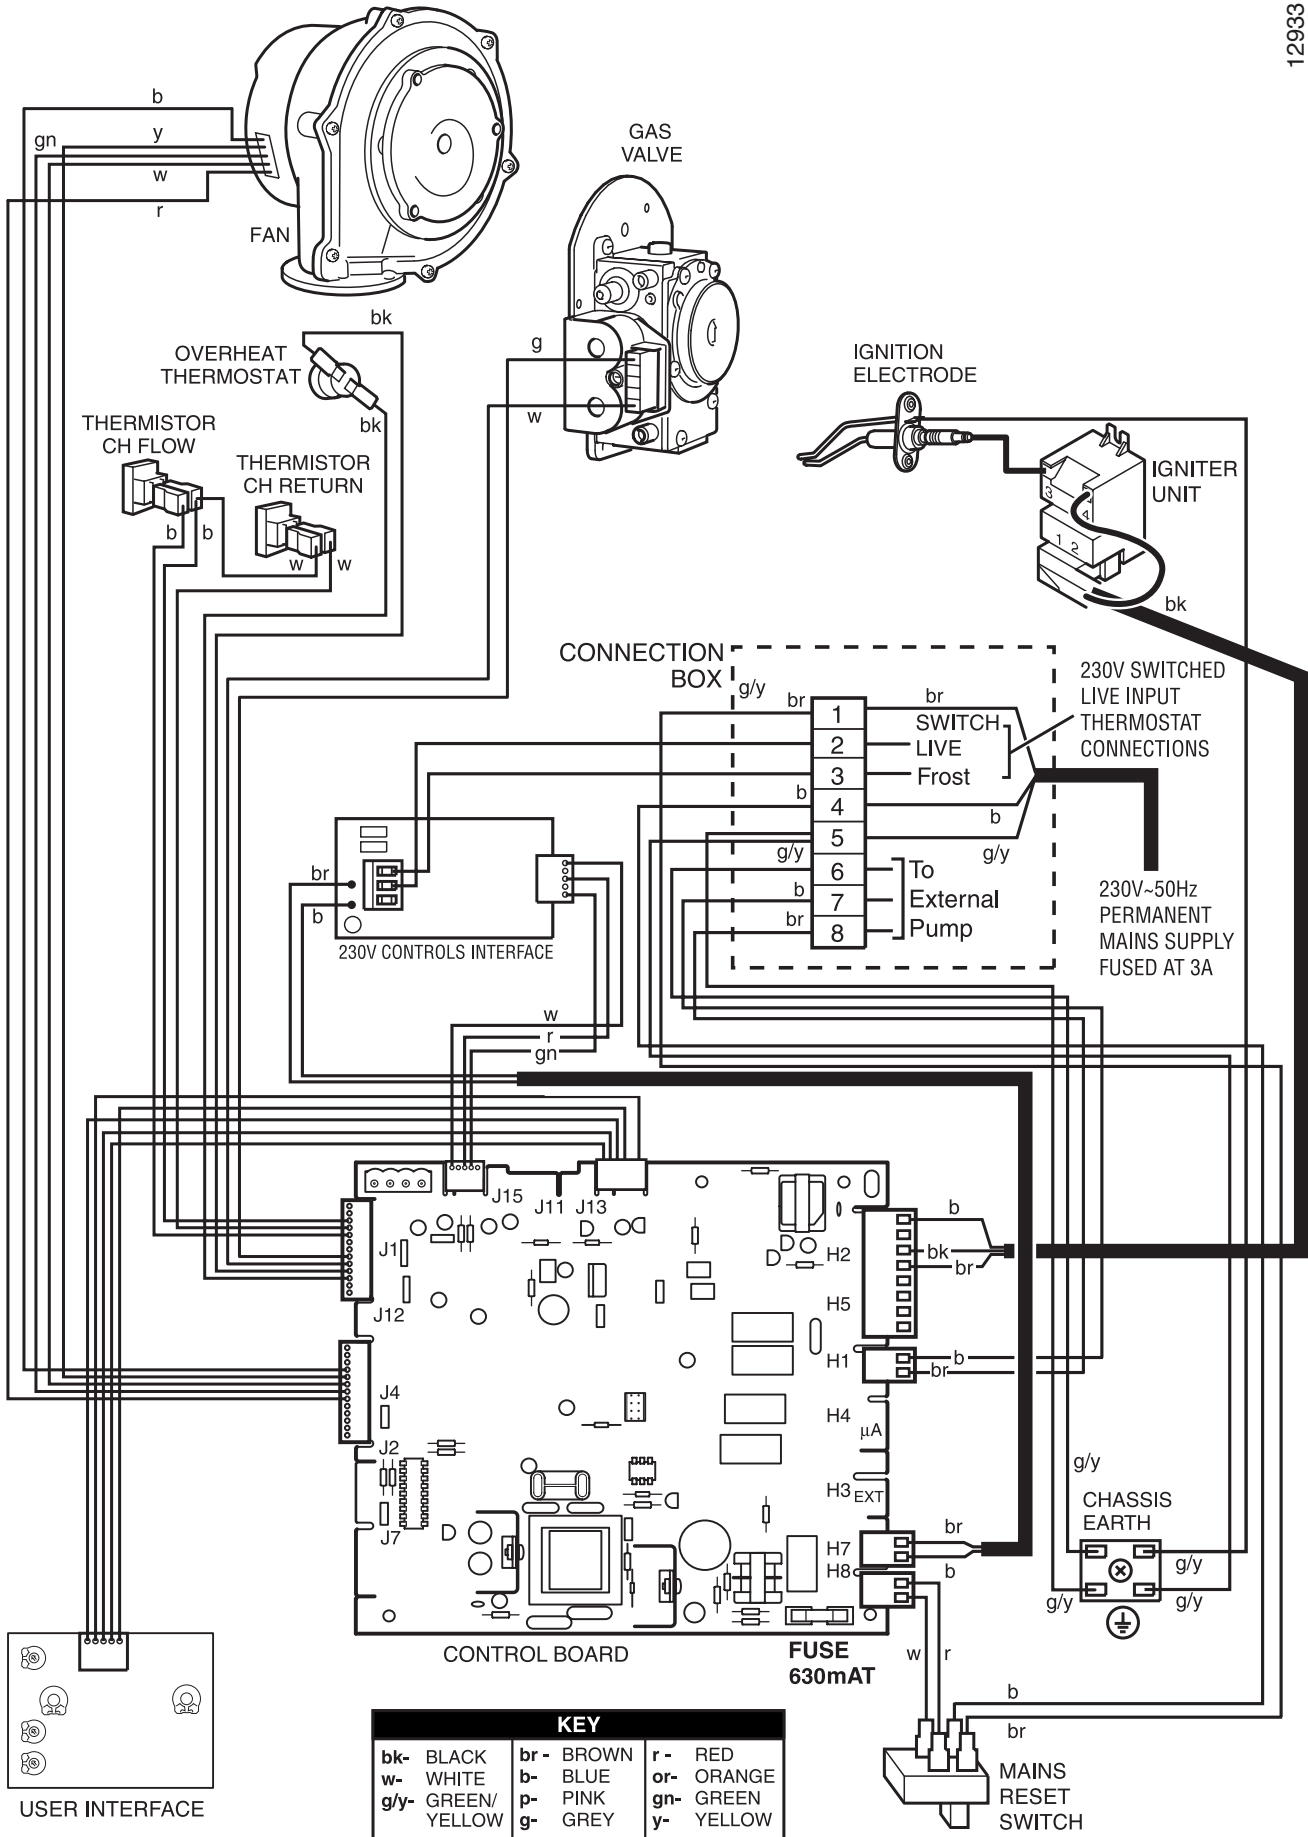 12933
b
gn
y
w
r
FAN
GAS
VALVE
bk
OVERHEAT
THERMOSTAT
bk
g
w
IGNITION
ELECTRODE
THERMISTOR
CH FLOW
THERMISTOR
CH RETURN
b
b
w
w
IGNITER
UNIT
3
4
1 2
bk
CONNECTION
BOX
g/y
br
1
br
SWITCH
2
LIVE
3
Frost
b
4
b
5
g/y
g/y
6
To
b
7
External
br
8
Pump
230V SWITCHED
LIVE INPUT
THERMOSTAT
CONNECTIONS
230V~50Hz
PERMANENT
MAINS SUPPLY
FUSED AT 3A
br
b
230V CONTROLS INTERFACE
w
r
gn
J15
J11
J13
J1
J12
J4
J2
J7
H2
H5
H1
H4
µA
H3
EXT
H7
H8
b
bk
br
b
br
br
b
g/y
CHASSIS
EARTH
g/y
g/y
g/y
CONTROL BOARD
FUSE
630mAT
w
r
b
br
MAINS
RESET
SWITCH
USER INTERFACE
KEY
bk- BLACK br - BROWN r - RED
w- WHITE b- BLUE or- ORANGE
g/y- GREEN/ p- PINK gn- GREEN
YELLOW g- GREY y- YELLOW